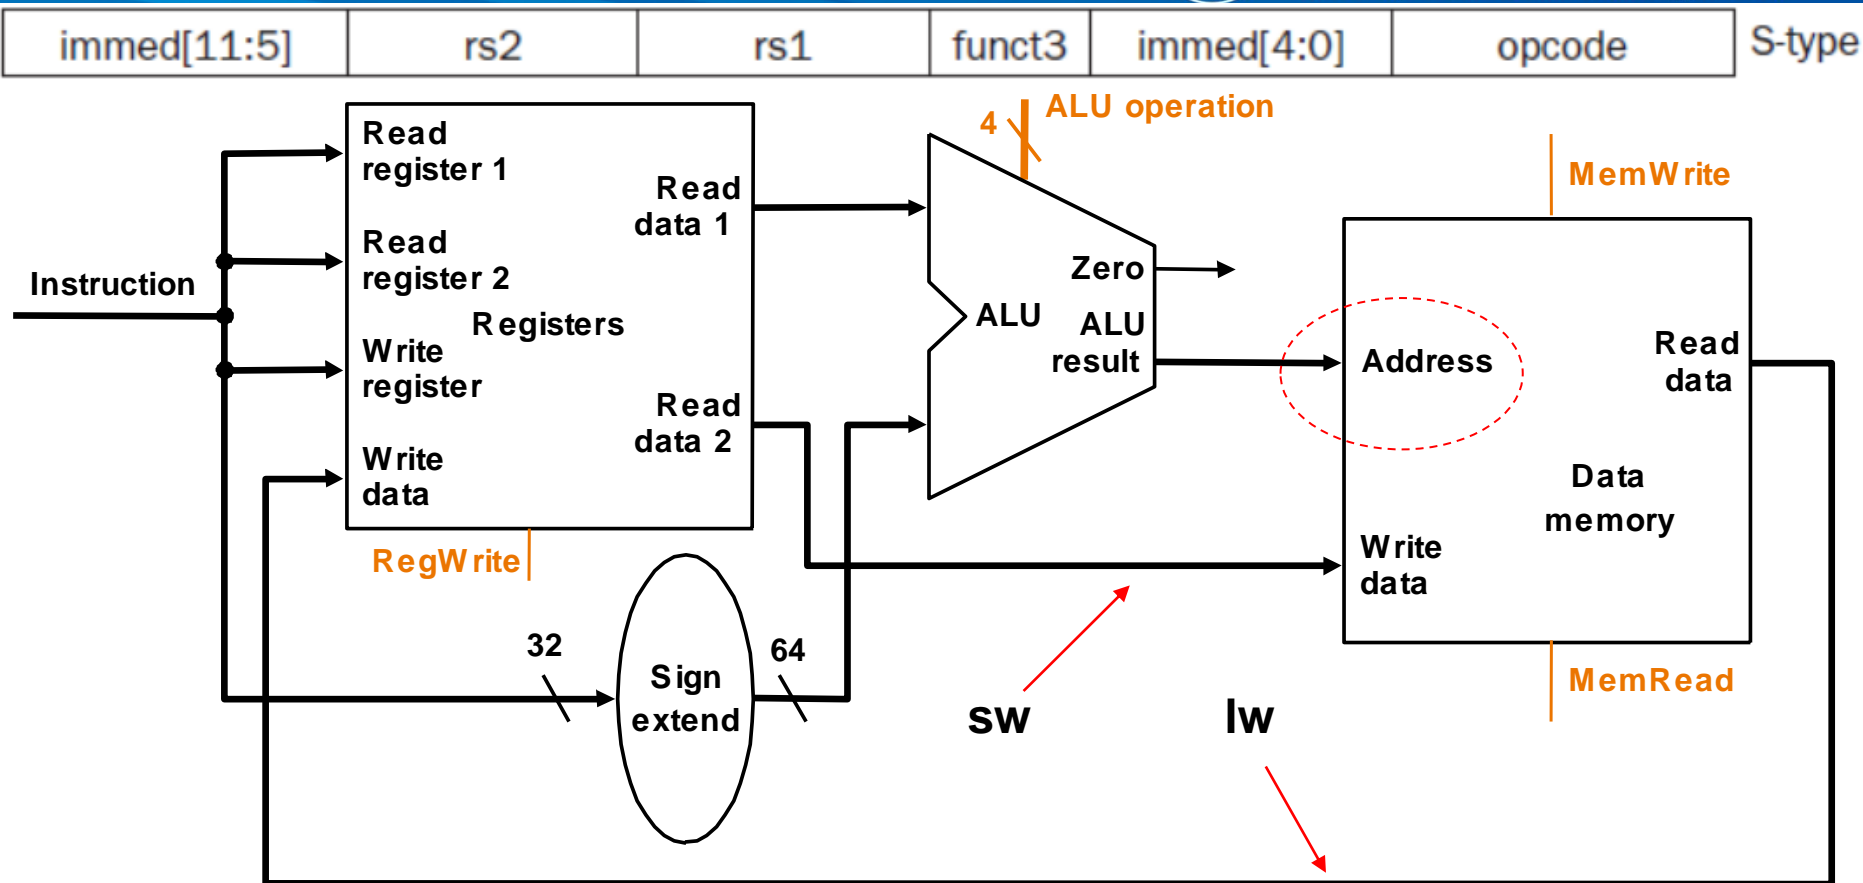 immed[11:5] rs2 rs1 funct3 immed[4:0] opcode S-type
4 ALU operation
Read
register 1
Read
data 1
MemWrite
Read
register 2
Instruction
Registers
Zero
ALU
ALU
result
Write
register
Address
Read
data
Read
data 2
Write
data
Data
memory
RegWrite
Write
data
32
64
Sign
extend
MemRead
sw
lw